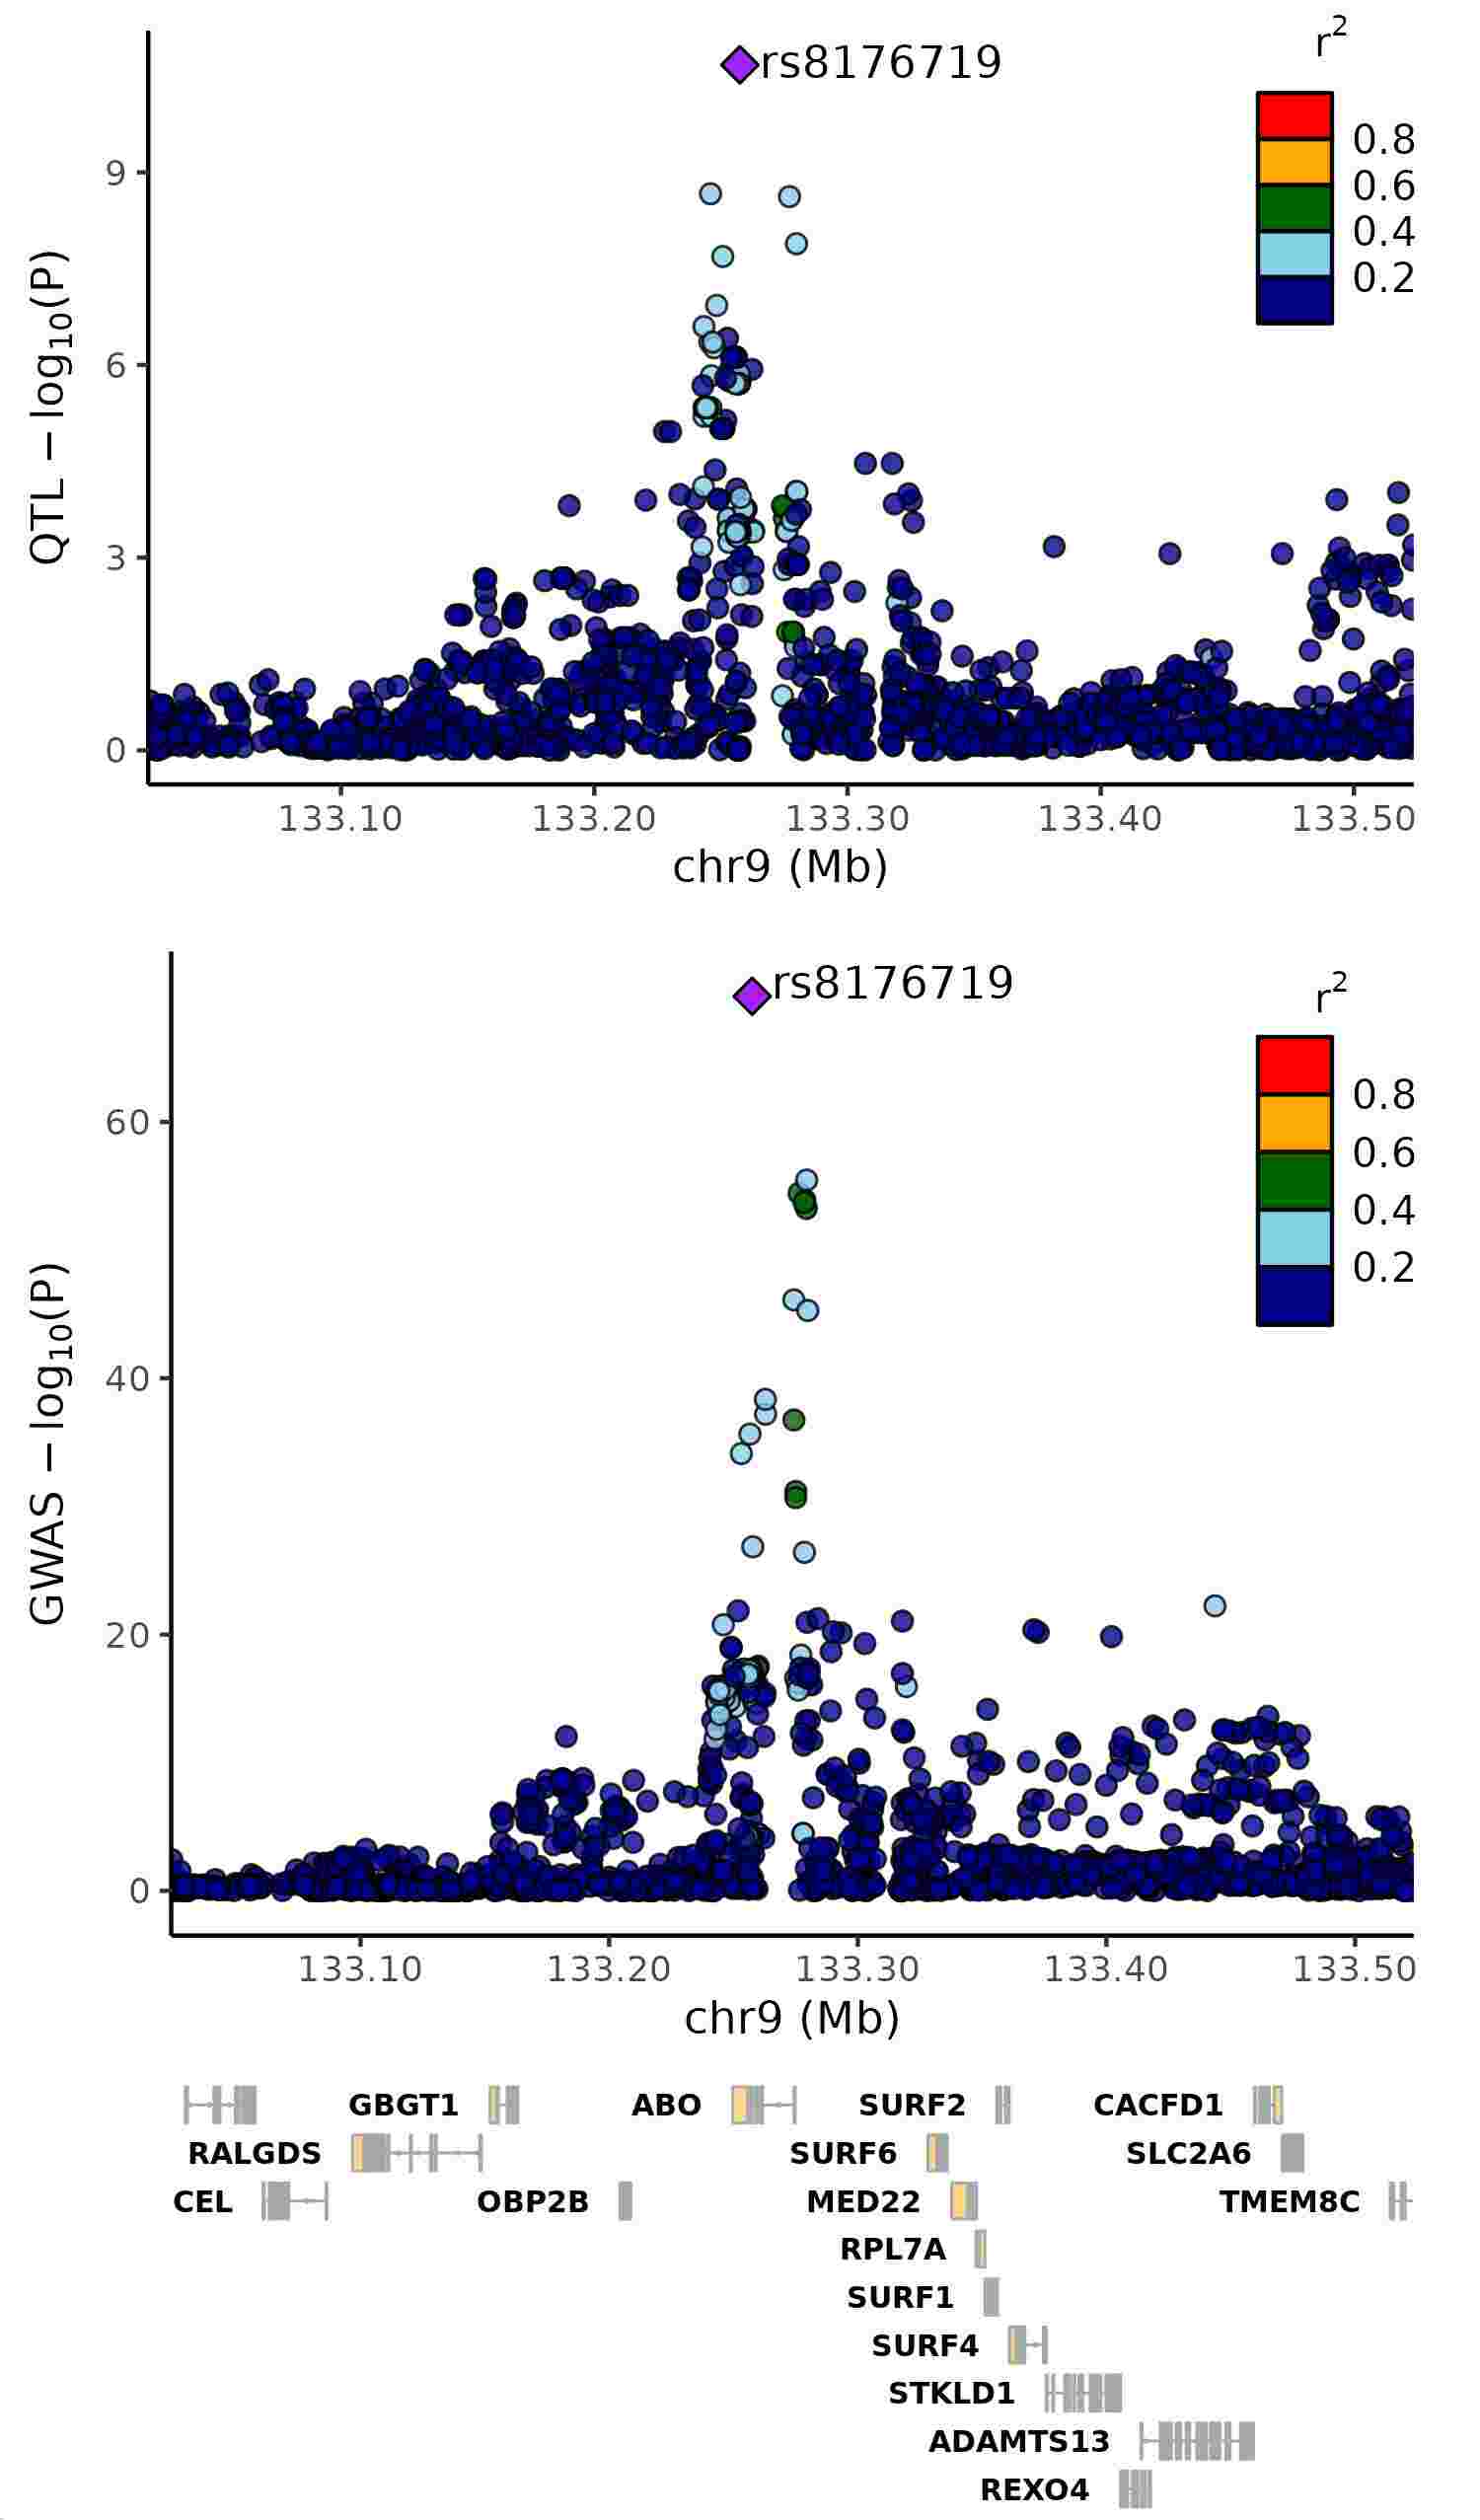 rs8176719
r2
0.8
0.6
0.4
0.2
9
6
3
0
QTL −log10(P)
133.10 133.20 133.30 133.40 133.50
chr9 (Mb)
rs8176719
r2
0.8
0.6
0.4
0.2
60
40
20
0
GWAS −log10(P)
133.10 133.20 133.30 133.40 133.50
chr9 (Mb)
GBGT1 ABO SURF2 CACFD1
RALGDS SURF6 SLC2A6
CEL OBP2B MED22 TMEM8C
RPL7A
SURF1
SURF4
STKLD1
ADAMTS13
REXO4